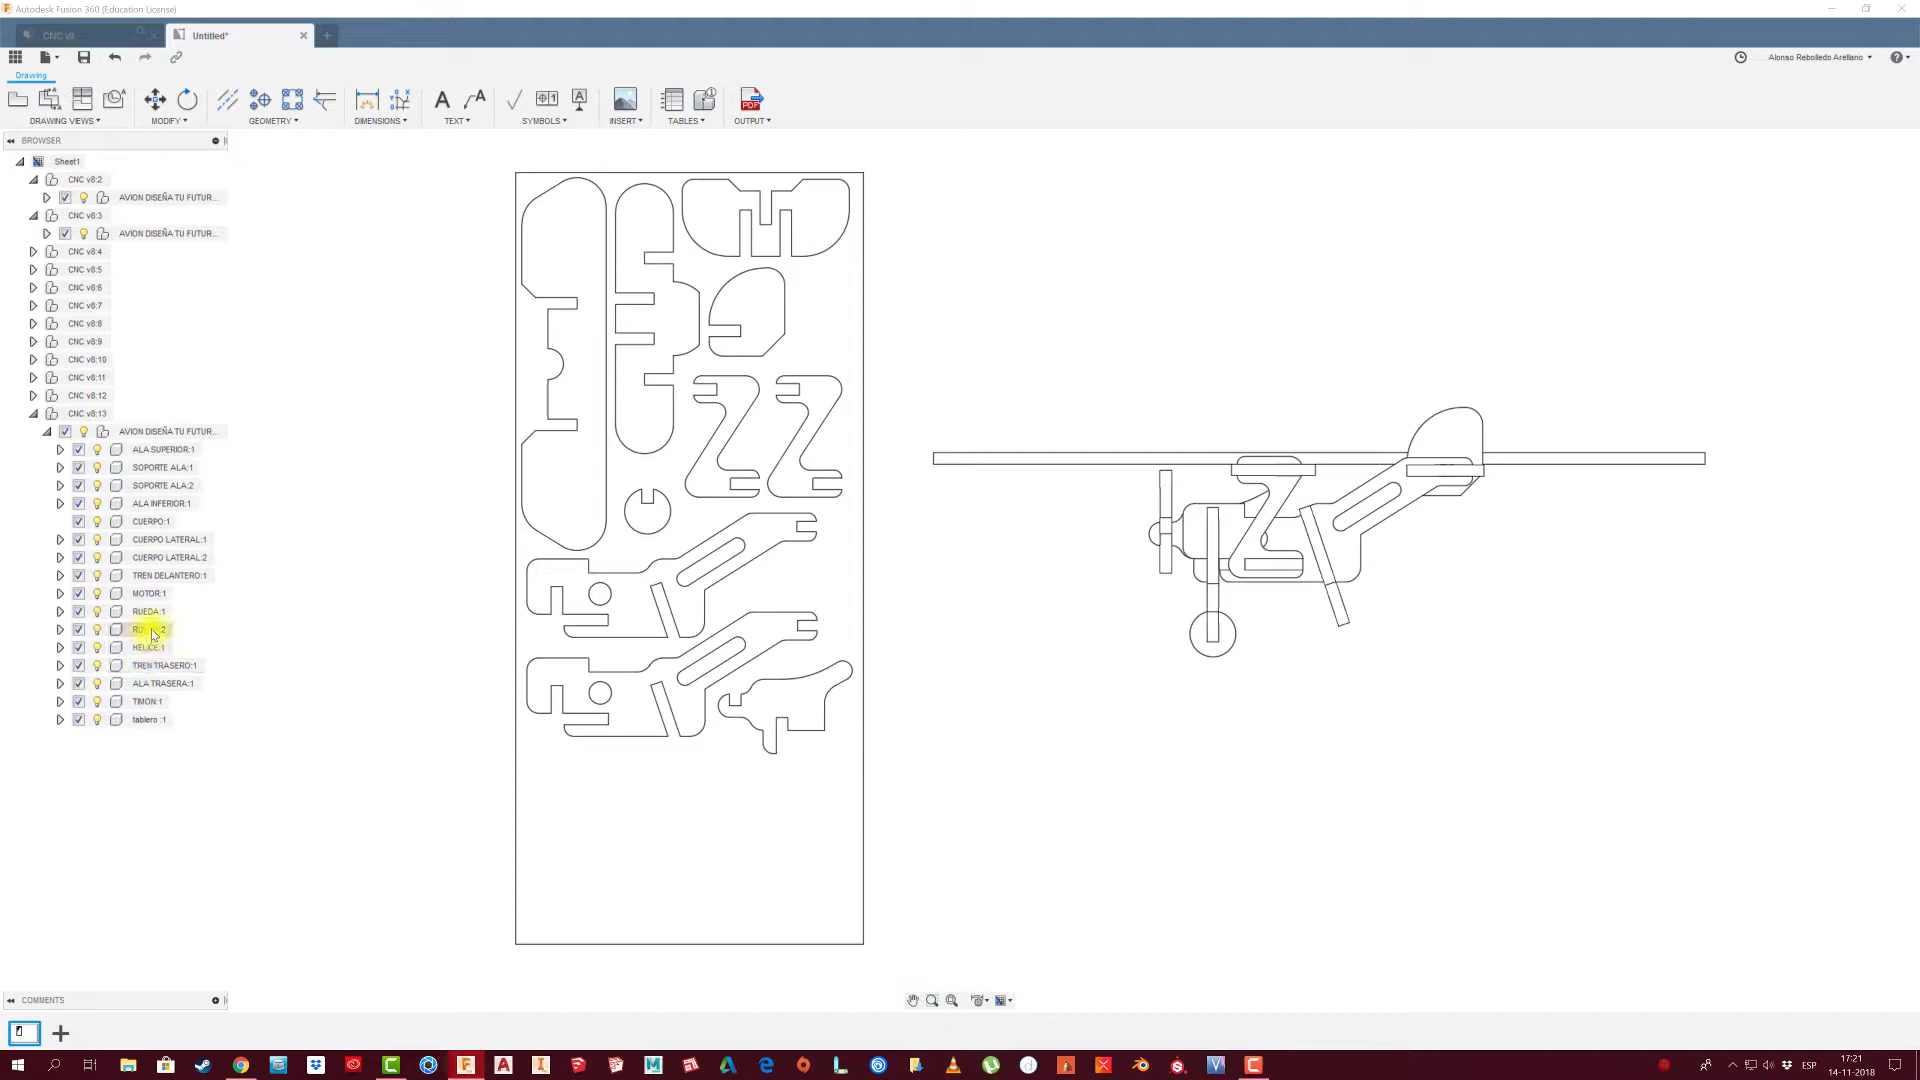 Autodesk Fusion 360 (Education License)
CNC v8
Untitled*
Alonso Rebolledo Arellano
Drawing
DRAWING VIEWS
MODIFY
GEOMETRY
DIMENSIONS
TEXT
SYMBOLS
INSERT
TABLES
OUTPUT
PDF
BROWSER
Sheet1
CNC v8:2
AVION DISEÑA TU FUTUR...
CNC v8:3
AVION DISEÑA TU FUTUR...
CNC v8:4
CNC v8:5
CNC v8:6
CNC v8:7
CNC v8:8
CNC v8:9
CNC v8:10
CNC v8:11
CNC v8:12
CNC v8:13
AVION DISEÑA TU FUTUR...
ALA SUPERIOR:1
SOPORTE ALA:1
SOPORTE ALA:2
ALA INFERIOR:1
CUERPO:1
CUERPO LATERAL:1
CUERPO LATERAL:2
TREN DELANTERO:1
MOTOR:1
RUEDA:1
HELICE:1
TREN TRASERO:1
ALA TRASERA:1
TIMON:1
tablero :1
COMMENTS
ESP
17:21
14-11-2018